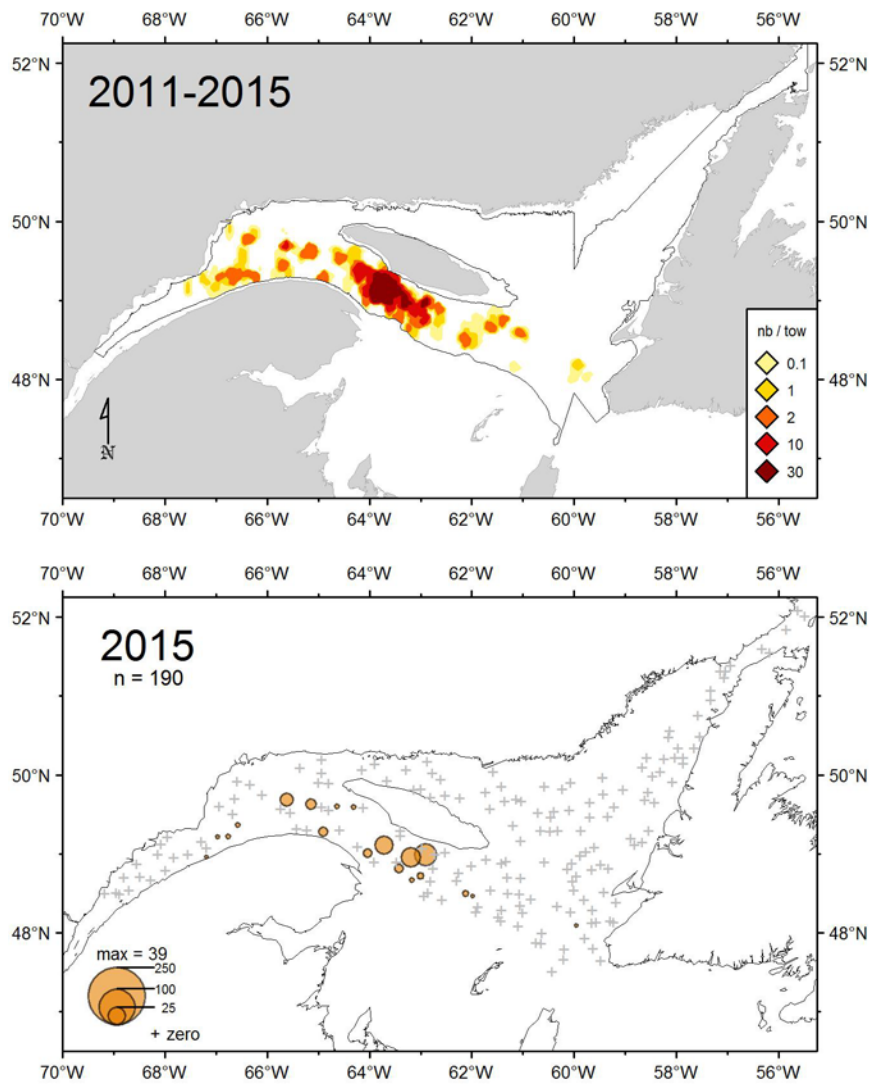 70°W 68°W 66°W 64°W 62°W 60°W 58°W 56°W
52°N 52°N
2011-2015
50°N 50°N
nb / tow
0.1
48°N 48°N
1
2
10
N
30
70°W 68°W 66°W 64°W 62°W 60°W 58°W 56°W
70°W 68°W 66°W 64°W 62°W 60°W 58°W 56°W
52°N 52°N
2015
n = 190
50°N 50°N
48°N 48°N
max = 39
250
100
25
+ zero
70°W 68°W 66°W 64°W 62°W 60°W 58°W 56°W